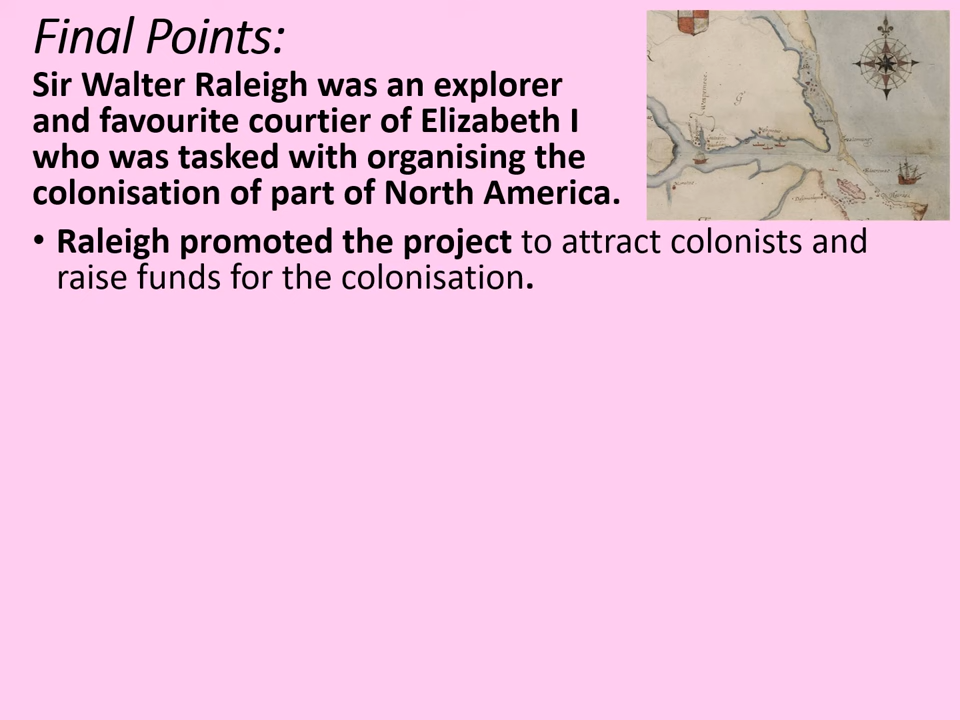 Final Points:
Sir Walter Raleigh was an explorer
and favourite courtier of Elizabeth I
who was tasked with organising the
colonisation of part of North America.
• Raleigh promoted the project to attract colonists and
raise funds for the colonisation.